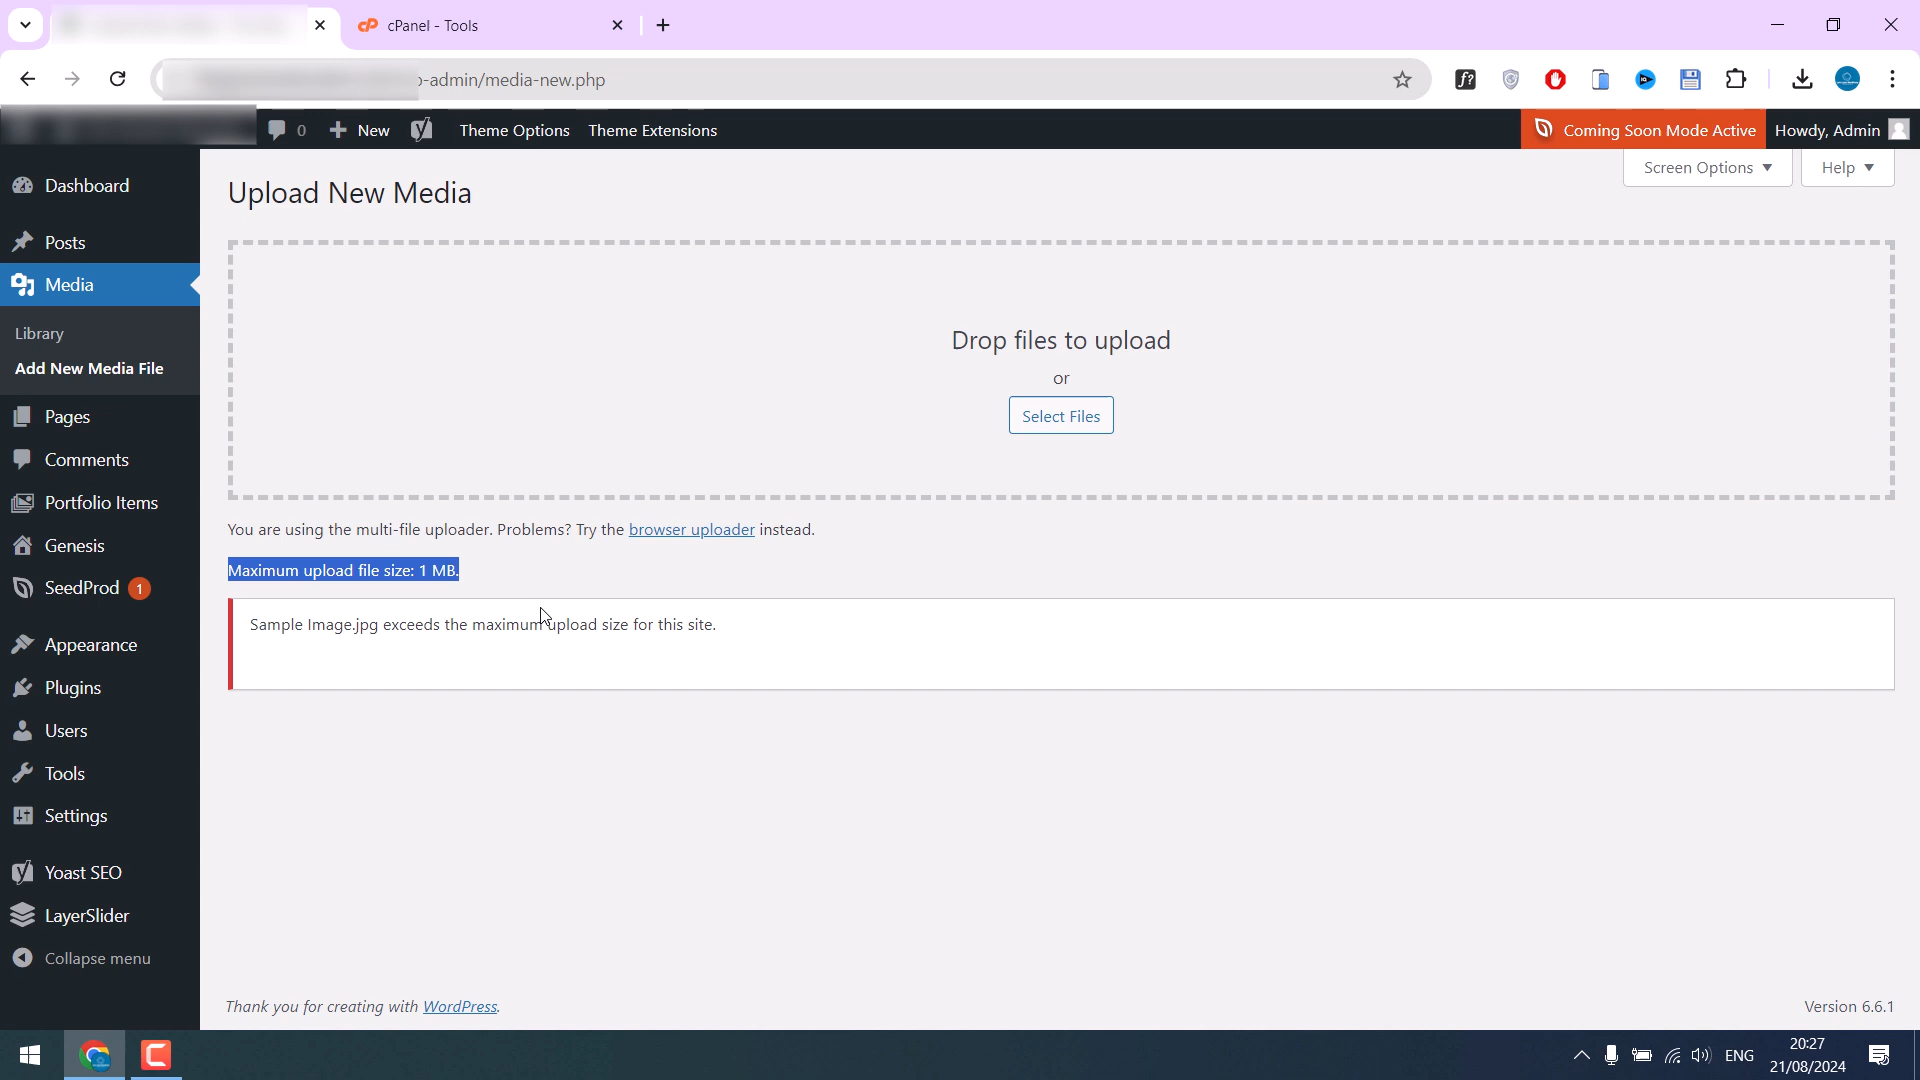 cPanel - Tools
-admin/media-new.php
0
New
Theme Options
Theme Extensions
Coming Soon Mode Active
Howdy, Admin
Screen Options
Help
Dashboard
Posts
Media
Library
Add New Media File
Pages
Comments
Portfolio Items
Genesis
SeedProd 1
Appearance
Plugins
Users
Tools
Settings
Yoast SEO
LayerSlider
Collapse menu
Upload New Media
Drop files to upload
or
Select Files
You are using the multi-file uploader. Problems? Try the browser uploader instead.
Maximum upload file size: 1 MB.
Sample Image.jpg exceeds the maximum upload size for this site.
Thank you for creating with WordPress.
Version 6.6.1
ENG
20:27
21/08/2024